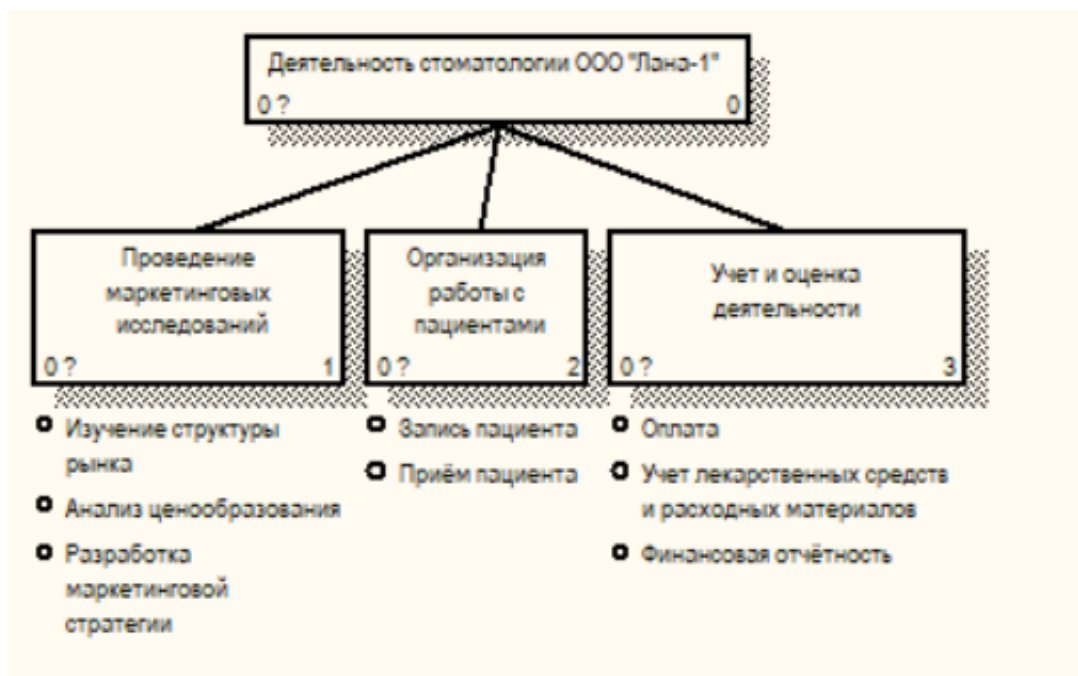 Деятельность стоматологии ООО "Лана-1"
0 ? 0
Проведение
маркетинговых
исследований
0 ? 1
Организация
работы с
пациентами
0 ? 2
Учет и оценка
деятельности
0 ? 3
Изучение структуры
рынка
Анализ ценообразования
Разработка
маркетинговой
стратегии
Запись пациента
Приём пациента
Оплата
Учет лекарственных средств
и расходных материалов
Финансовая отчётность